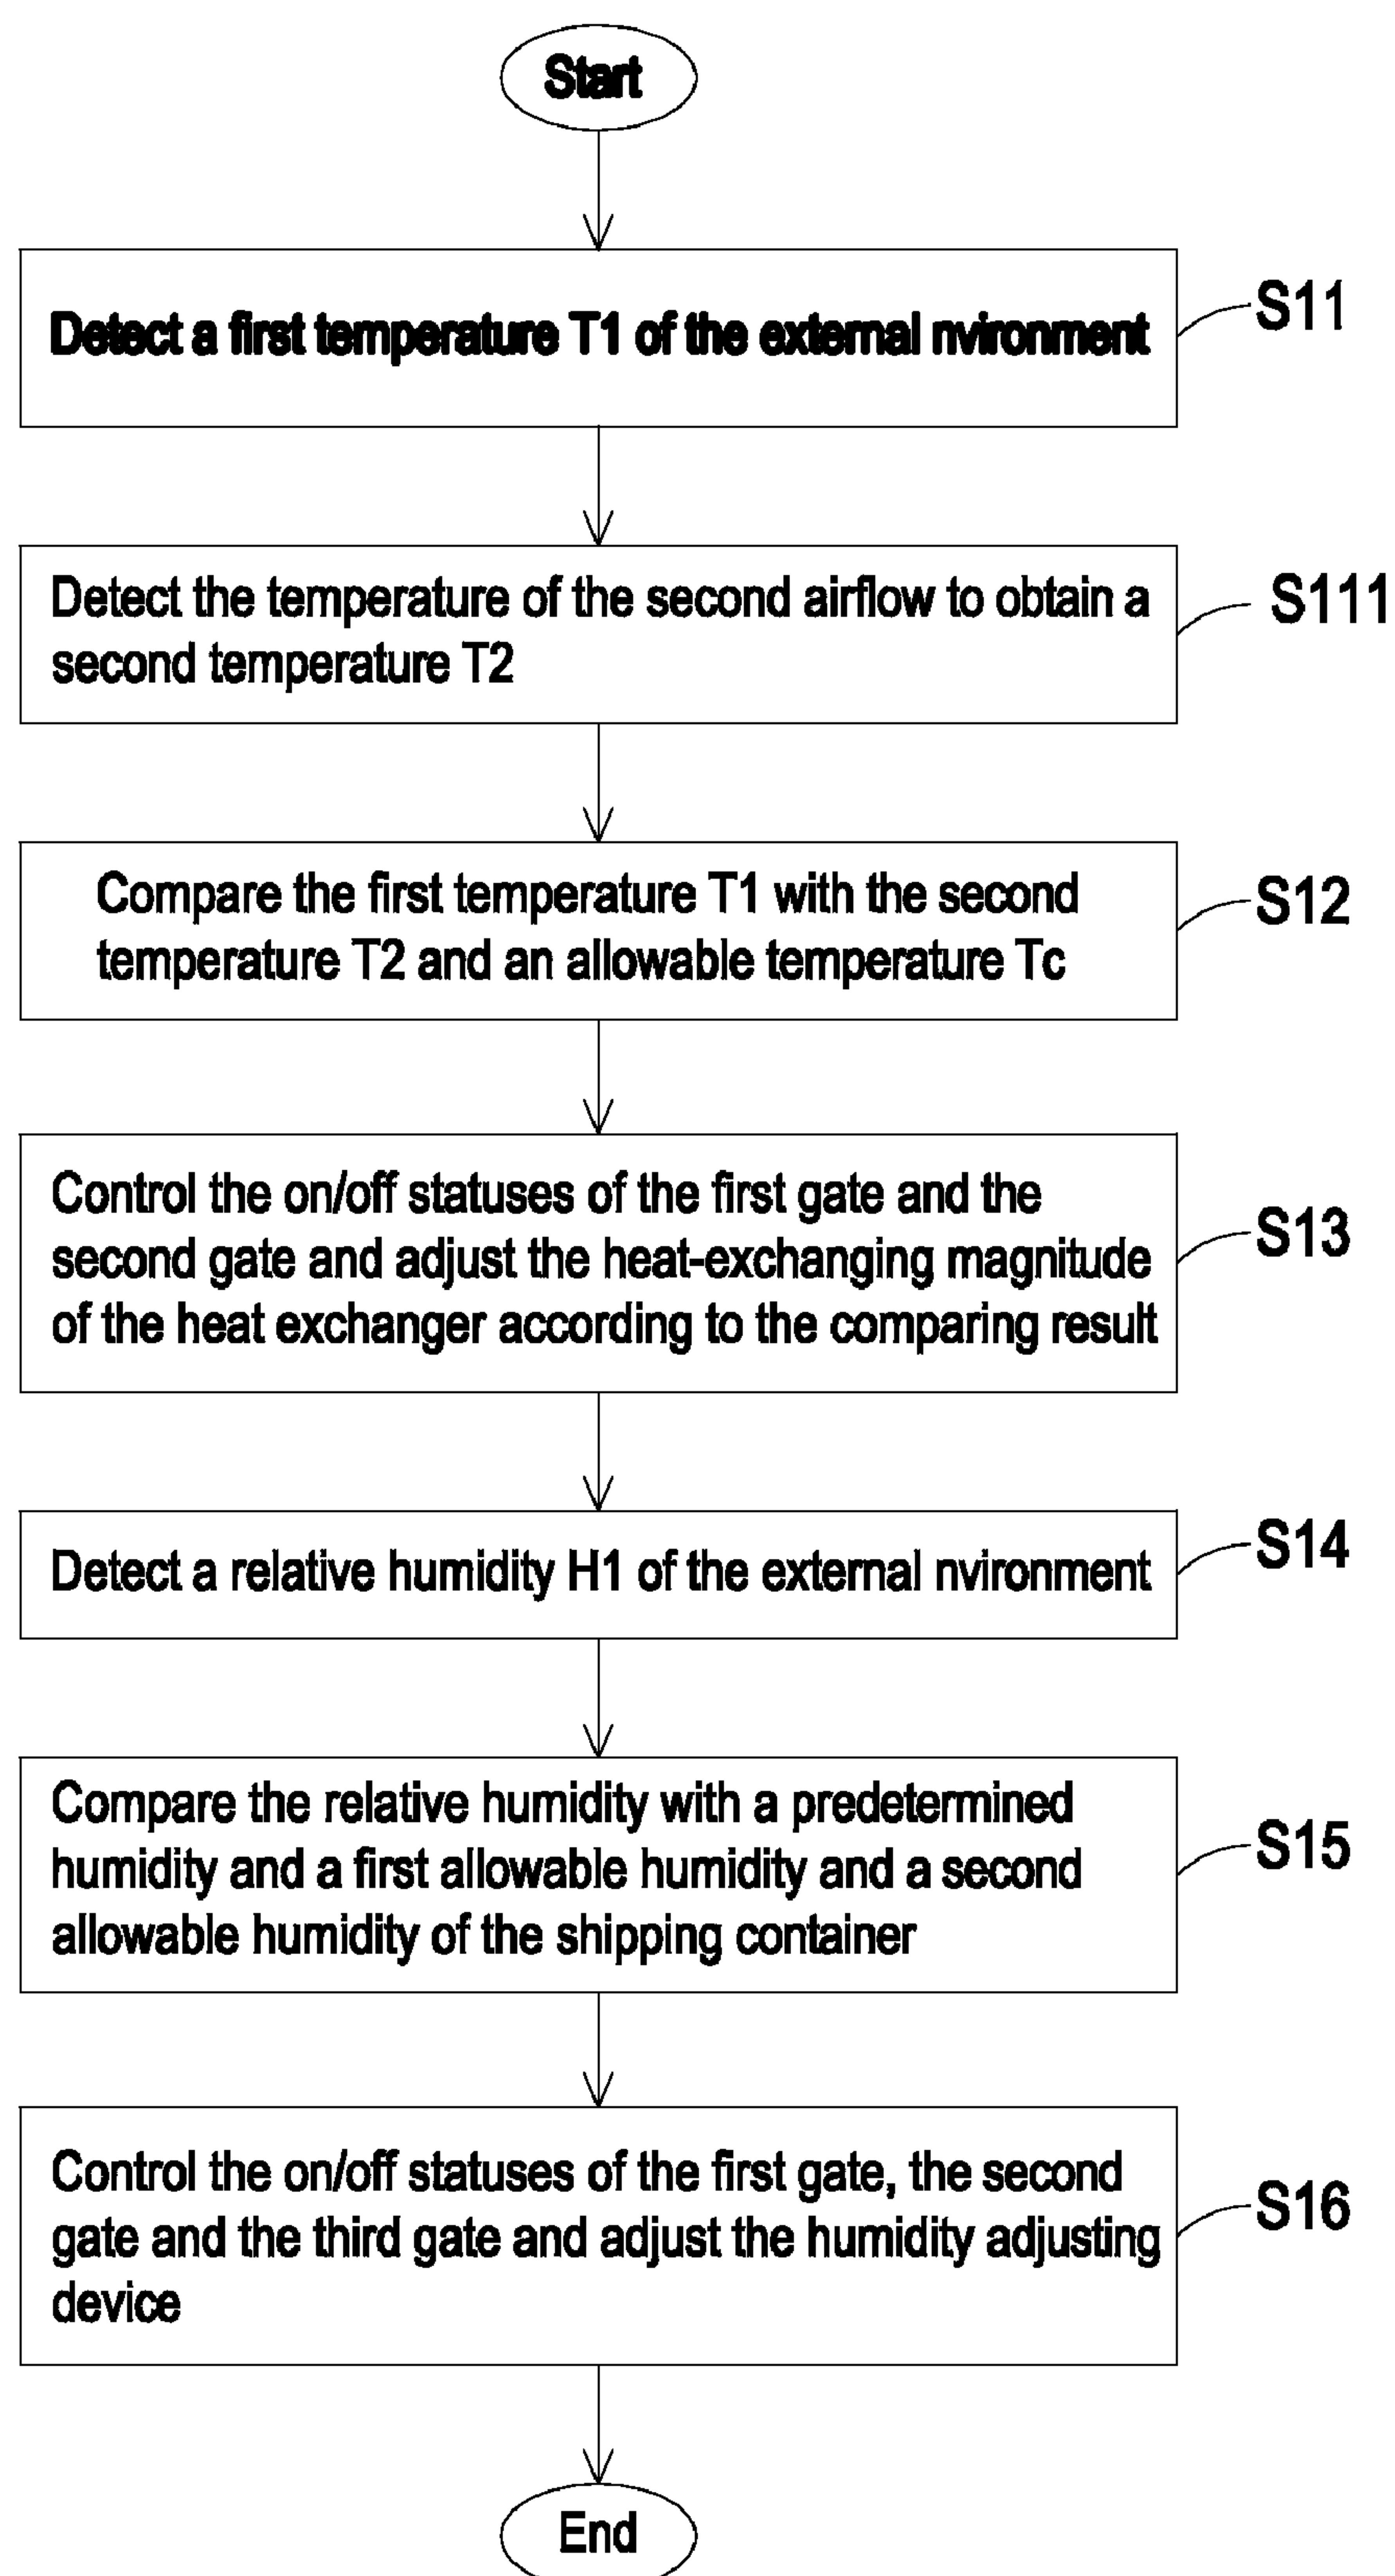 Start
Detect a first temperature T1 of the external nvironment
S11
Detect the temperature of the second airflow to obtain a
second temperature T2
S111
Compare the first temperature T1 with the second
temperature T2 and an allowable temperature Tc
S12
Control the on/off statuses of the first gate and the
second gate and adjust the heat-exchanging magnitude
of the heat exchanger according to the comparing result
S13
Detect a relative humidity H1 of the external nvironment
S14
Compare the relative humidity with a predetermined
humidity and a first allowable humidity and a second
allowable humidity of the shipping container
S15
Control the on/off statuses of the first gate, the second
gate and the third gate and adjust the humidity adjusting
device
S16
End